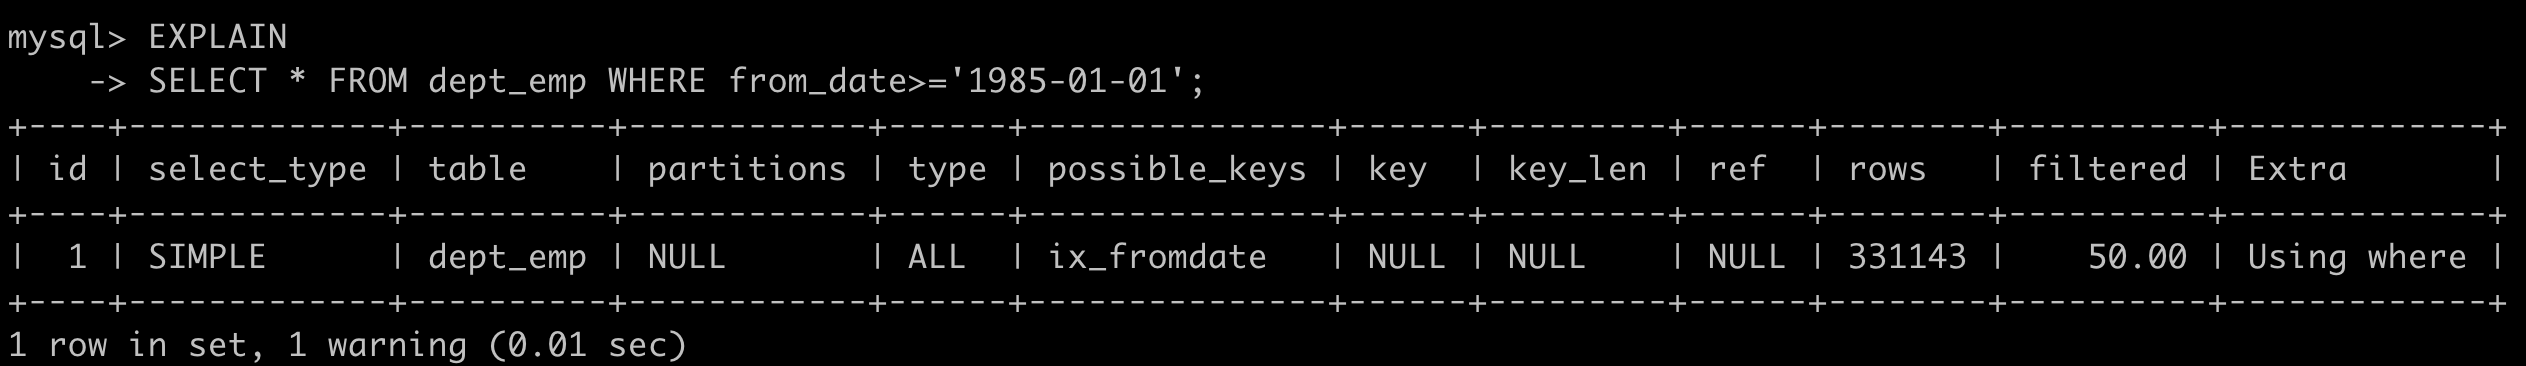 mysql> EXPLAIN
    -> SELECT * FROM dept_emp WHERE from_date>='1985-01-01';
+----+-------------+----------+------------+------+---------------+------+---------+------+--------+----------+-------------+
| id | select_type | table    | partitions | type | possible_keys | key  | key_len | ref  | rows   | filtered | Extra       |
+----+-------------+----------+------------+------+---------------+------+---------+------+--------+----------+-------------+
|  1 | SIMPLE      | dept_emp | NULL       | ALL  | ix_fromdate   | NULL | NULL    | NULL | 331143 |    50.00 | Using where |
+----+-------------+----------+------------+------+---------------+------+---------+------+--------+----------+-------------+
1 row in set, 1 warning (0.01 sec)